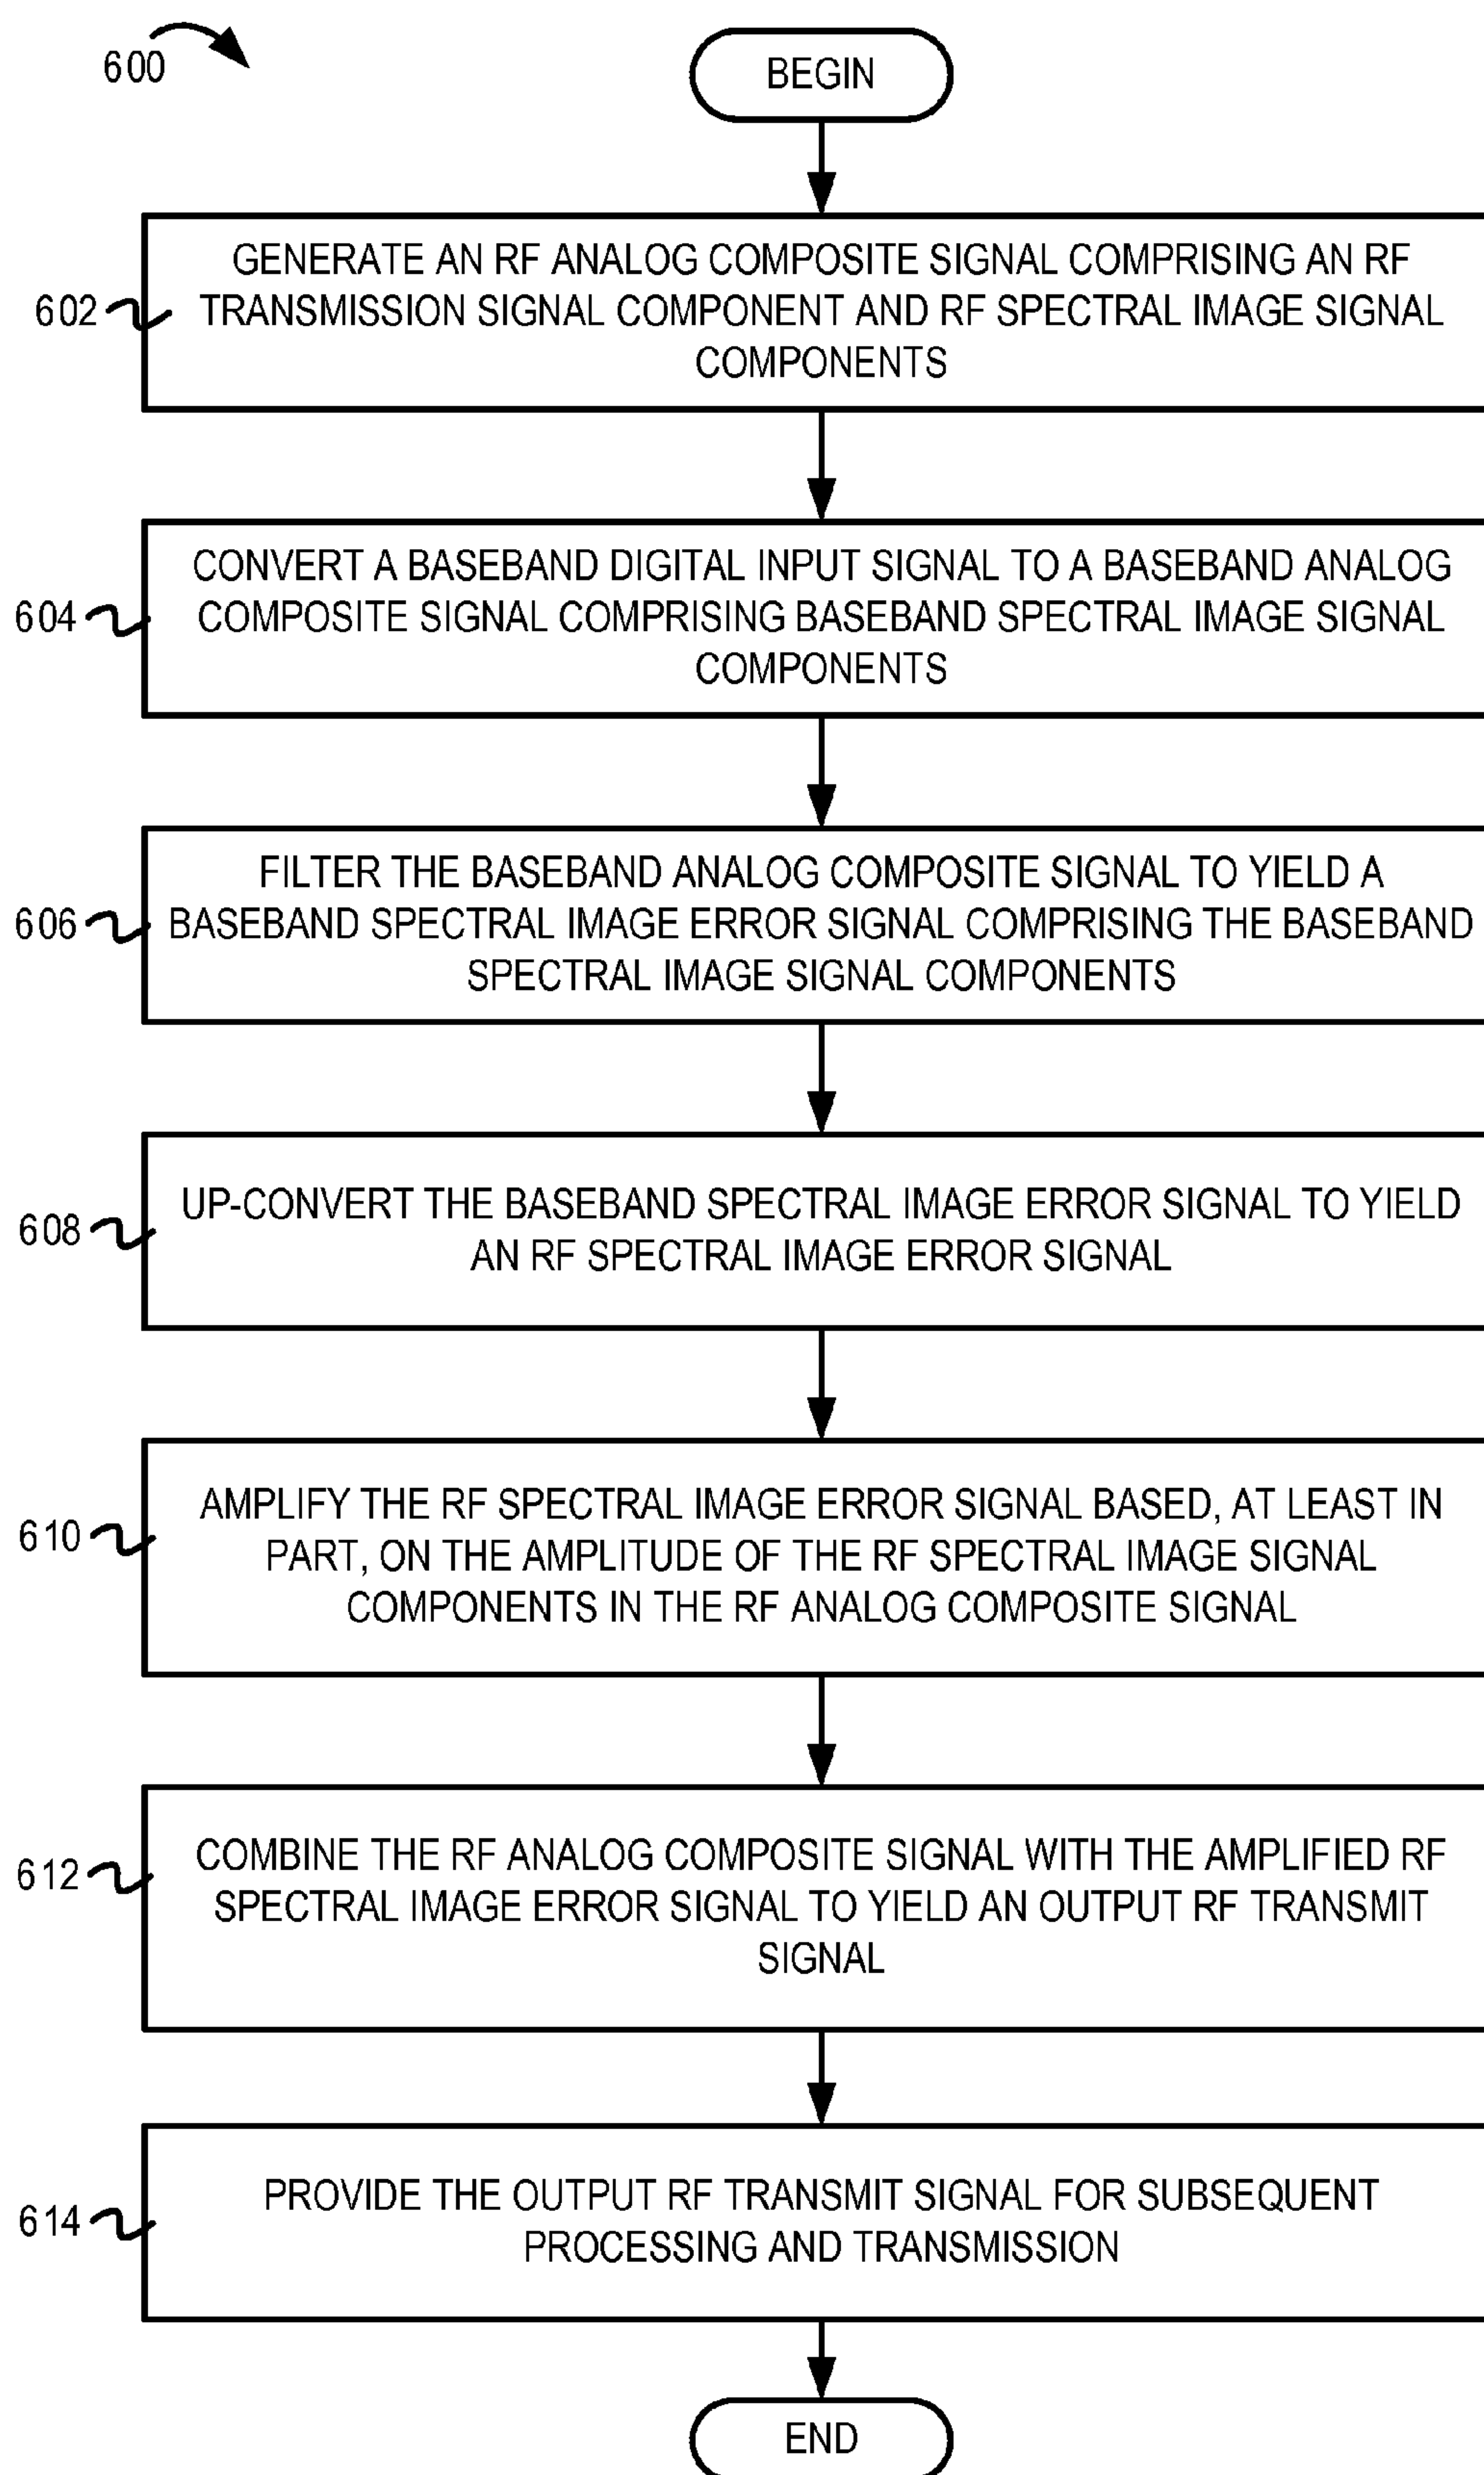 600
BEGIN
602
GENERATE AN RF ANALOG COMPOSITE SIGNAL COMPRISING AN RF
TRANSMISSION SIGNAL COMPONENT AND RF SPECTRAL IMAGE SIGNAL
COMPONENTS
604
CONVERT A BASEBAND DIGITAL INPUT SIGNAL TO A BASEBAND ANALOG
COMPOSITE SIGNAL COMPRISING BASEBAND SPECTRAL IMAGE SIGNAL
COMPONENTS
606
FILTER THE BASEBAND ANALOG COMPOSITE SIGNAL TO YIELD A
BASEBAND SPECTRAL IMAGE ERROR SIGNAL COMPRISING THE BASEBAND
SPECTRAL IMAGE SIGNAL COMPONENTS
608
UP-CONVERT THE BASEBAND SPECTRAL IMAGE ERROR SIGNAL TO YIELD
AN RF SPECTRAL IMAGE ERROR SIGNAL
610
AMPLIFY THE RF SPECTRAL IMAGE ERROR SIGNAL BASED, AT LEAST IN
PART, ON THE AMPLITUDE OF THE RF SPECTRAL IMAGE SIGNAL
COMPONENTS IN THE RF ANALOG COMPOSITE SIGNAL
612
COMBINE THE RF ANALOG COMPOSITE SIGNAL WITH THE AMPLIFIED RF
SPECTRAL IMAGE ERROR SIGNAL TO YIELD AN OUTPUT RF TRANSMIT
SIGNAL
614
PROVIDE THE OUTPUT RF TRANSMIT SIGNAL FOR SUBSEQUENT
PROCESSING AND TRANSMISSION
END